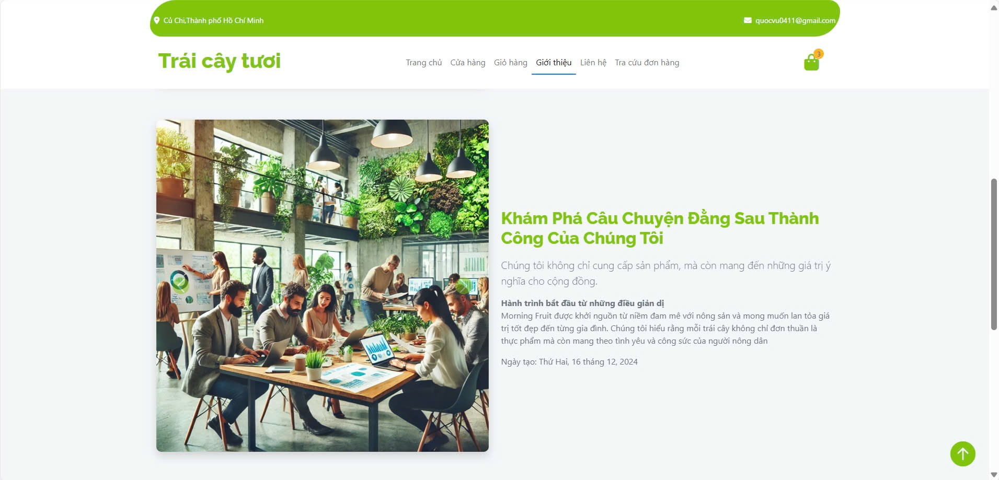 Củ Chi,Thành phố Hồ Chí Minh
quocvu0411@gmail.com
Trái cây tươi
Trang chủ
Cửa hàng
Giỏ hàng
Giới thiệu
Liên hệ
Tra cứu đơn hàng
3
Khám Phá Câu Chuyện Đằng Sau Thành
Công Của Chúng Tôi
Chúng tôi không chỉ cung cấp sản phẩm, mà còn mang đến những giá trị ý
nghĩa cho cộng đồng.
Hành trình bắt đầu từ những điều giản dị
Morning Fruit được khởi nguồn từ niềm đam mê với nông sản và mong muốn lan tỏa giá
trị tốt đẹp đến từng gia đình. Chúng tôi hiểu rằng mỗi trái cây không chỉ đơn thuần là
thực phẩm mà còn mang theo tình yêu và công sức của người nông dân
Ngày tạo: Thứ Hai, 16 tháng 12, 2024